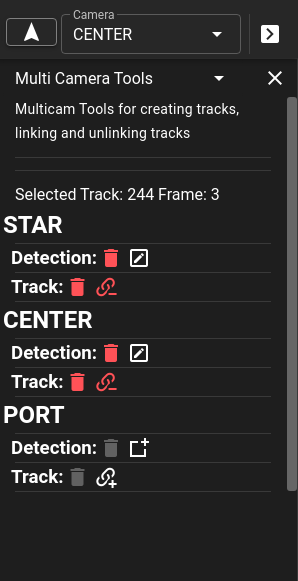 Camera
CENTER
Multi Camera Tools
Multicam Tools for creating tracks,
linking and unlinking tracks
Selected Track: 244 Frame: 3
STAR
Detection:
Track:
CENTER
Detection:
Track:
PORT
Detection:
Track: